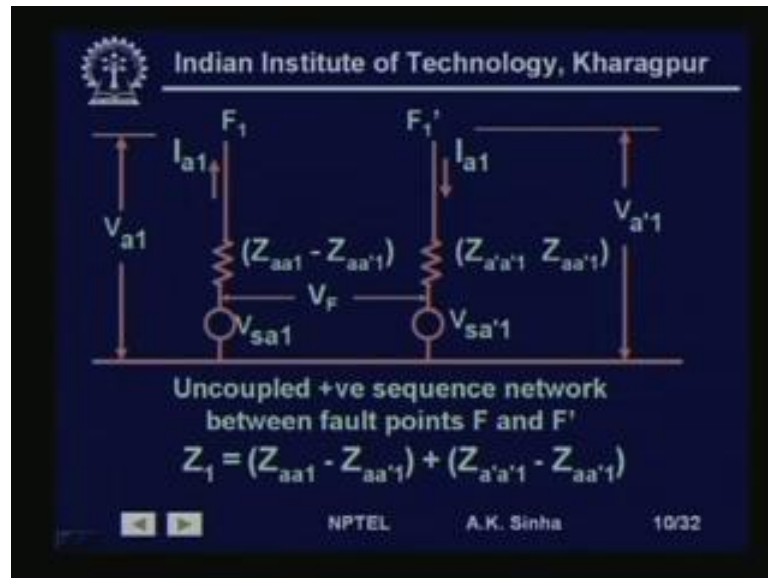 Indian Institute of Technology, Kharagpur
F1 F1'
Ia1 Ia1
Va1 Va'1
(Zaa1 - Zaa'1) (Za'a'1 Zaa'1)
VF
Vsa1 Vsa'1
Uncoupled +ve sequence network
between fault points F and F'
Z1 = (Zaa1 - Zaa'1) + (Za'a'1 - Zaa'1)
NPTEL A.K. Sinha 10/32